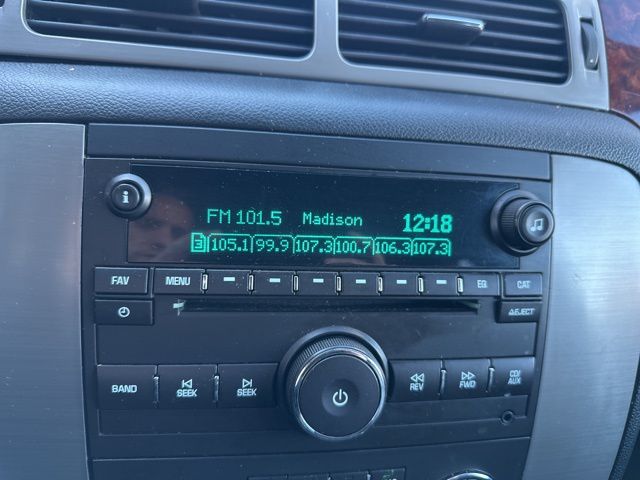 FM 101.5 Madison 12:18
3 105.1 99.9 107.3 100.7 106.3 107.3
FAV MENU EQ CAT
EJECT
BAND SEEK SEEK REV FWD CD/AUX